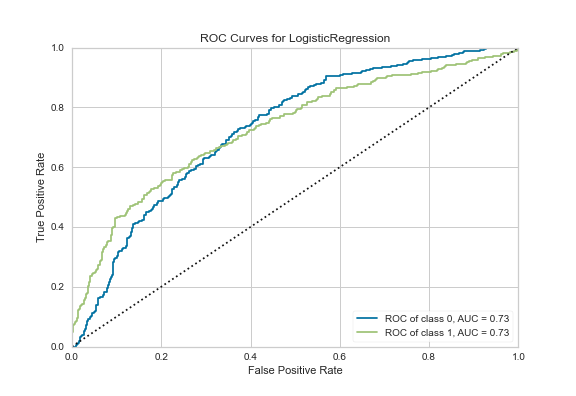 ROC Curves for LogisticRegression
1.0
0.8
0.6
0.4
0.2
0.0
True Positive Rate
0.0 0.2 0.4 0.6 0.8 1.0
False Positive Rate
ROC of class 0, AUC = 0.73
ROC of class 1, AUC = 0.73